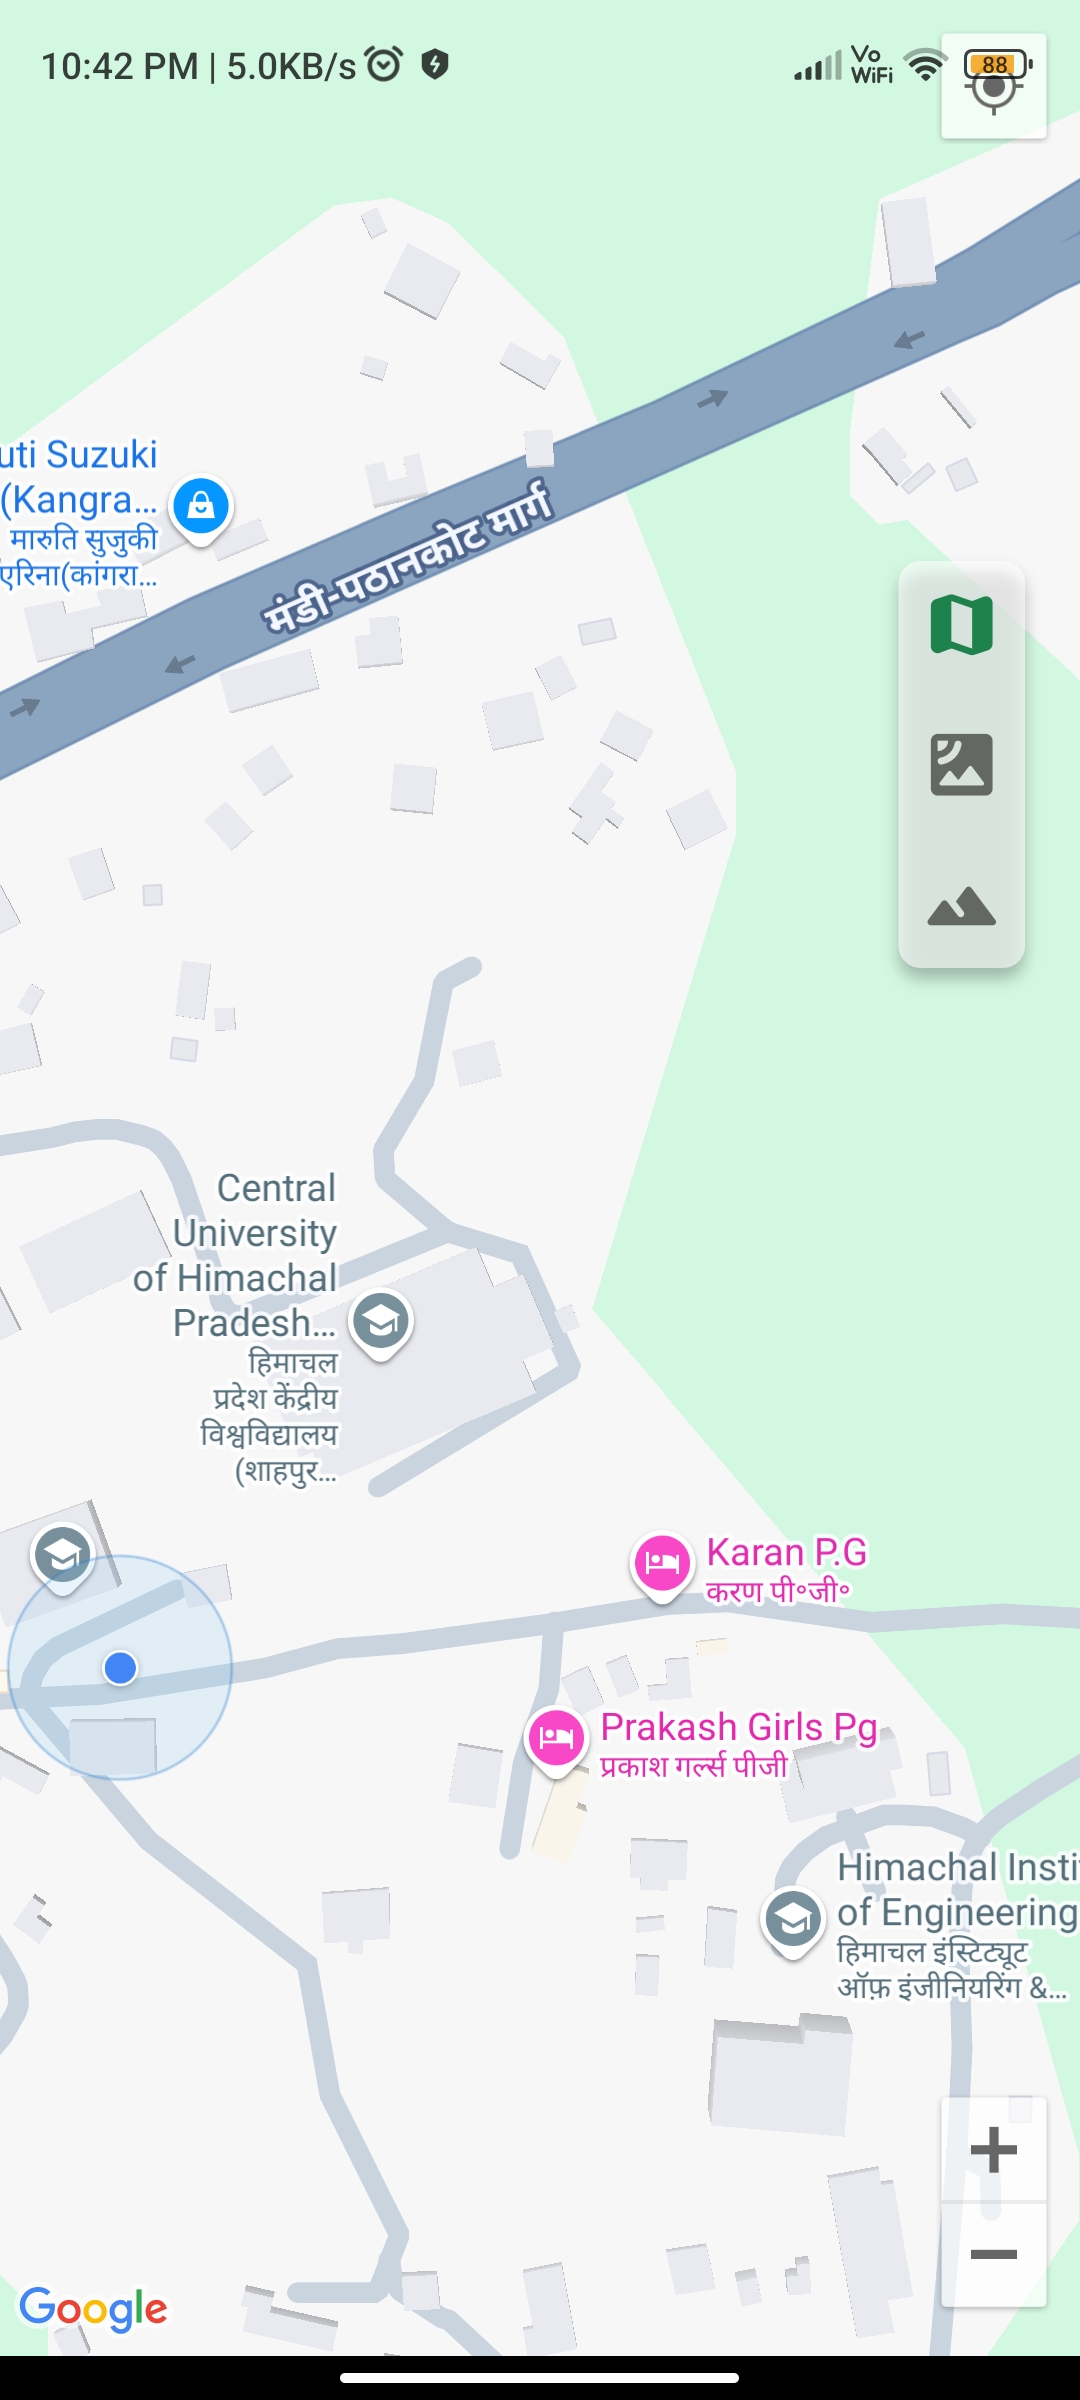 10:42 PM | 5.0KB/s
Vo
WiFi
88
uti Suzuki
(Kangra...
मारुति सुजुकी
एरिना(कांगरा...
मंडी-पठानकोट मार्ग
Central
University
of Himachal
Pradesh...
हिमाचल
प्रदेश केंद्रीय
विश्वविद्यालय
(शाहपुर...
Karan P.G
करण पी॰जी॰
Prakash Girls Pg
प्रकाश गर्ल्स पीजी
Himachal Insti
of Engineering
हिमाचल इंस्टिट्यूट
ऑफ़ इंजीनियरिंग &...
Google